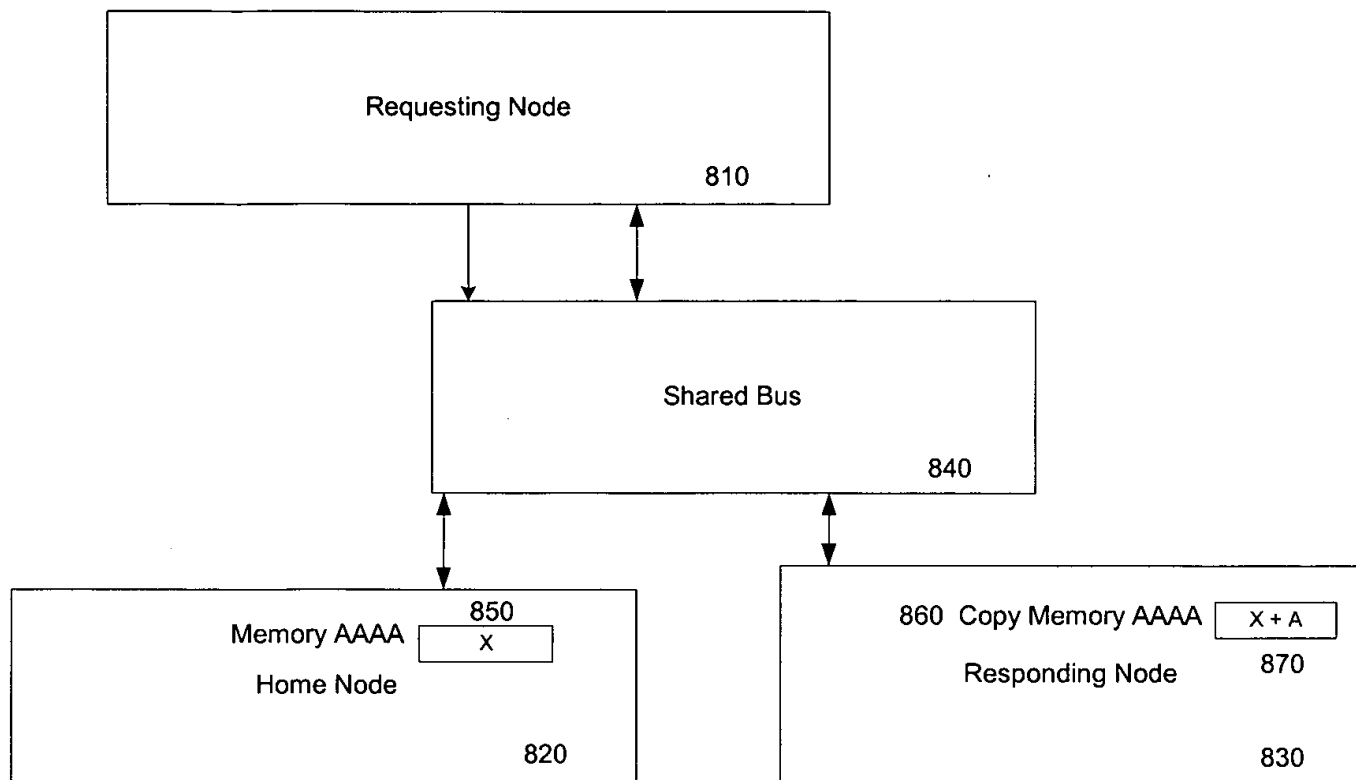 Requesting Node
810
Shared Bus
840
850
Memory AAAA X
Home Node
820
860 Copy Memory AAAA X + A
Responding Node 870
830